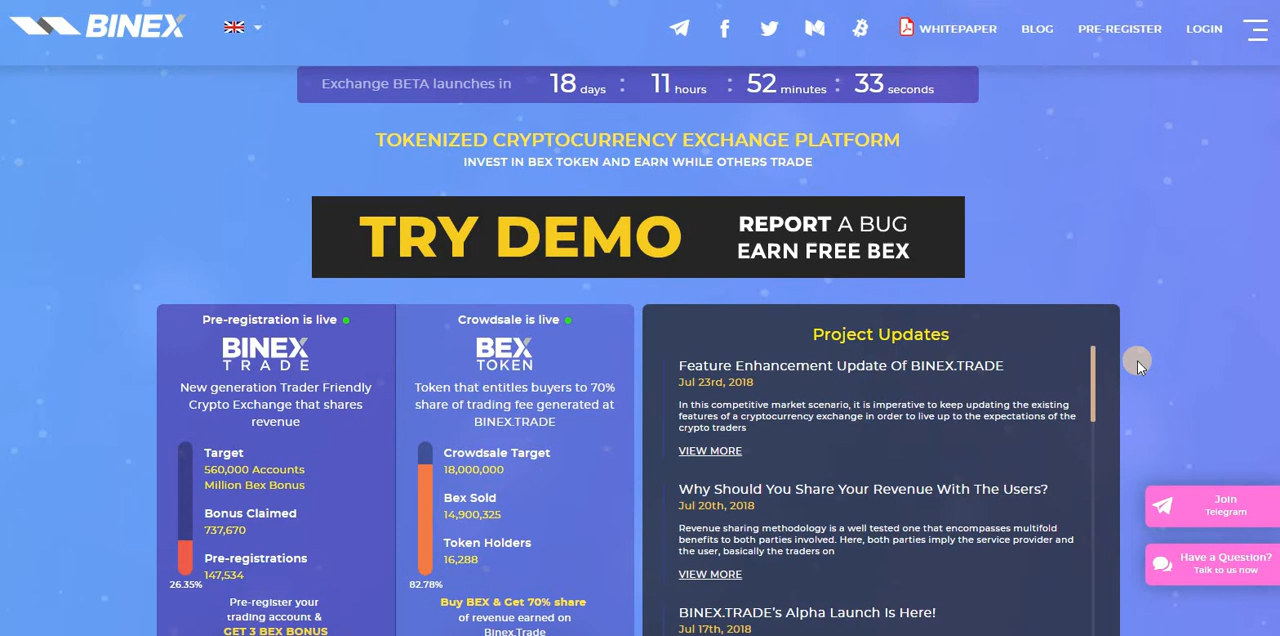 BINEX
WHITEPAPER BLOG PRE-REGISTER LOGIN
Exchange BETA launches in 18 days : 11 hours : 52 minutes : 33 seconds
TOKENIZED CRYPTOCURRENCY EXCHANGE PLATFORM
INVEST IN BEX TOKEN AND EARN WHILE OTHERS TRADE
TRY DEMO
REPORT A BUG
EARN FREE BEX
Pre-registration is live
BINEX
TRADE
New generation Trader Friendly
Crypto Exchange that shares
revenue
Target
560,000 Accounts
Million Bex Bonus
Bonus Claimed
737,670
Pre-registrations
147,534
26.35%
Pre-register your
trading account &
GET 3 BEX BONUS
Crowdsale is live
BEX
TOKEN
Token that entitles buyers to 70%
share of trading fee generated at
BINEX.TRADE
Crowdsale Target
18,000,000
Bex Sold
14,900,325
Token Holders
16,288
82.78%
Buy BEX & Get 70% share
of revenue earned on
Binex.Trade
Project Updates
Feature Enhancement Update Of BINEX.TRADE
Jul 23rd, 2018
In this competitive market scenario, it is imperative to keep updating the existing
features of a cryptocurrency exchange in order to live up to the expectations of the
crypto traders
VIEW MORE
Why Should You Share Your Revenue With The Users?
Jul 20th, 2018
Revenue sharing methodology is a well tested one that encompasses multifold
benefits to both parties involved. Here, both parties imply the service provider and
the user, basically the traders on
VIEW MORE
BINEX.TRADE's Alpha Launch Is Here!
Jul 17th, 2018
Join
Telegram
Have a Question?
Talk to us now